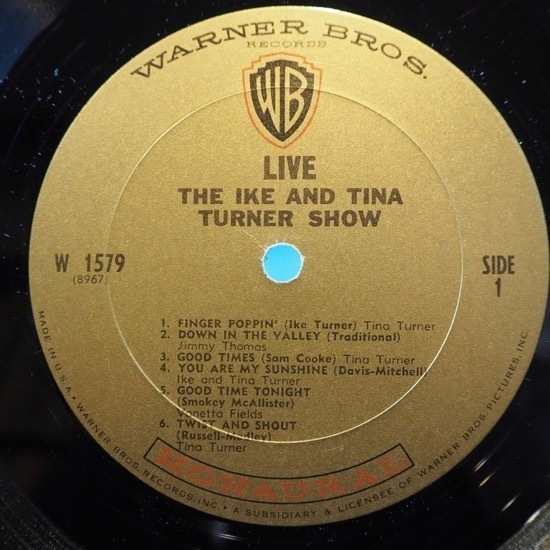 WARNER BROS.
RECORDS
WB
LIVE
THE IKE AND TINA
TURNER SHOW
W 1579
(8967)
SIDE
1
1. FINGER POPPIN' (Ike Turner) Tina Turner
2. DOWN IN THE VALLEY (Traditional)
Jimmy Thomas
3. GOOD TIMES (Sam Cooke) Tina Turner
4. YOU ARE MY SUNSHINE (Davis-Mitchell)
Ike and Tina Turner
5. GOOD TIME TONIGHT
(Smokey McAllister)
Vanetta Fields
6. TWIST AND SHOUT
(Russell-Medley)
Tina Turner
MONAURAL
MADE IN U.S.A. • WARNER BROS. RECORDS, INC. • A SUBSIDIARY & LICENSEE OF WARNER BROS. PICTURES, INC.